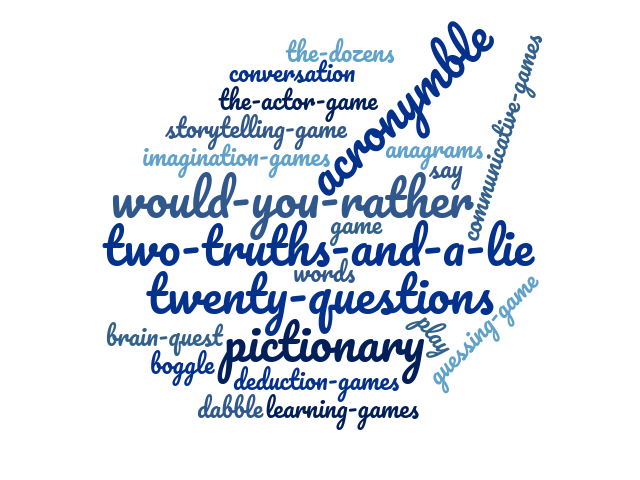 the-dozens
conversation
the-actor-game
acronymble
communicative-games
storytelling-game
imagination-games
anagrams
say
would-you-rather
game
two-truths-and-a-lie
words
twenty-questions
guessing-game
brain-quest
pictionary
play
boggle
deduction-games
dabble
learning-games